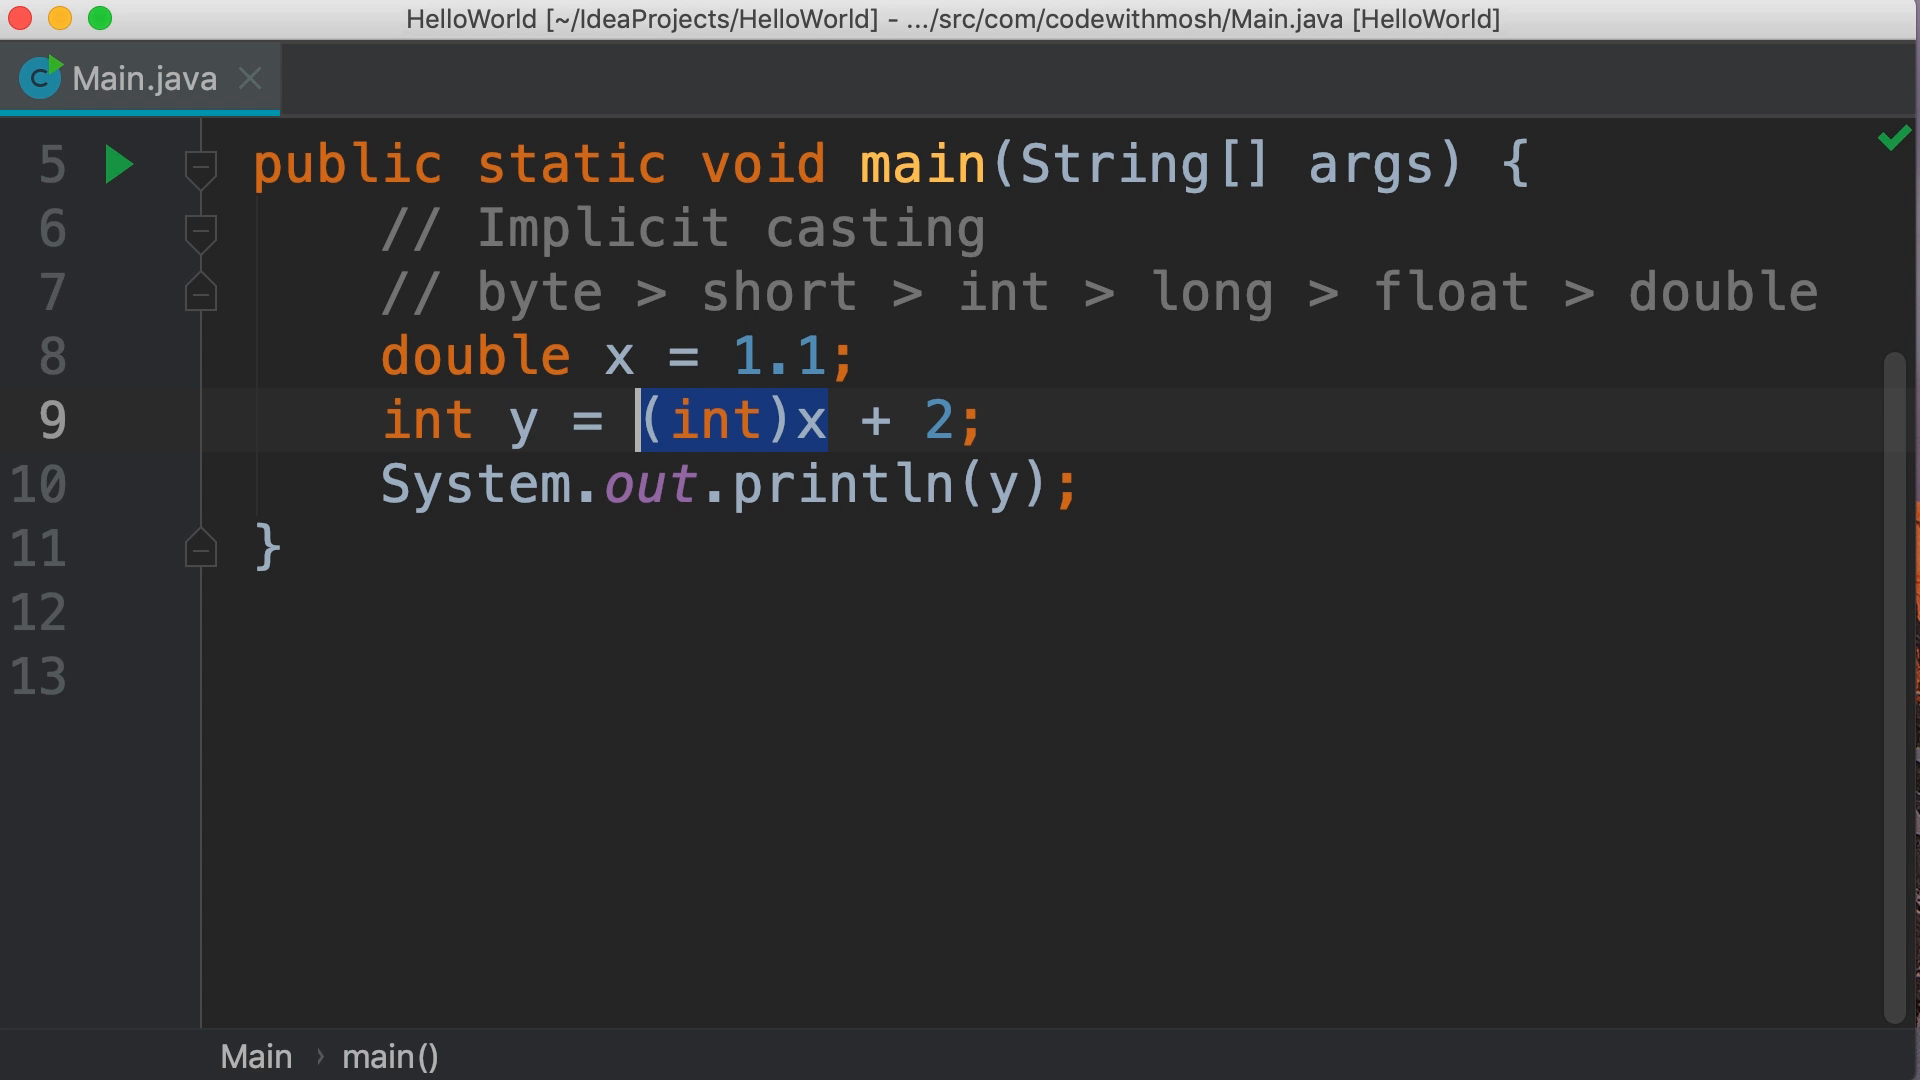 HelloWorld [~/IdeaProjects/HelloWorld] - .../src/com/codewithmosh/Main.java [HelloWorld]
C Main.java
5 public static void main(String[] args) {
6 // Implicit casting
7 // byte > short > int > long > float > double
8 double x = 1.1;
9 int y = (int)x + 2;
10 System.out.println(y);
11 }
12
13
Main › main()